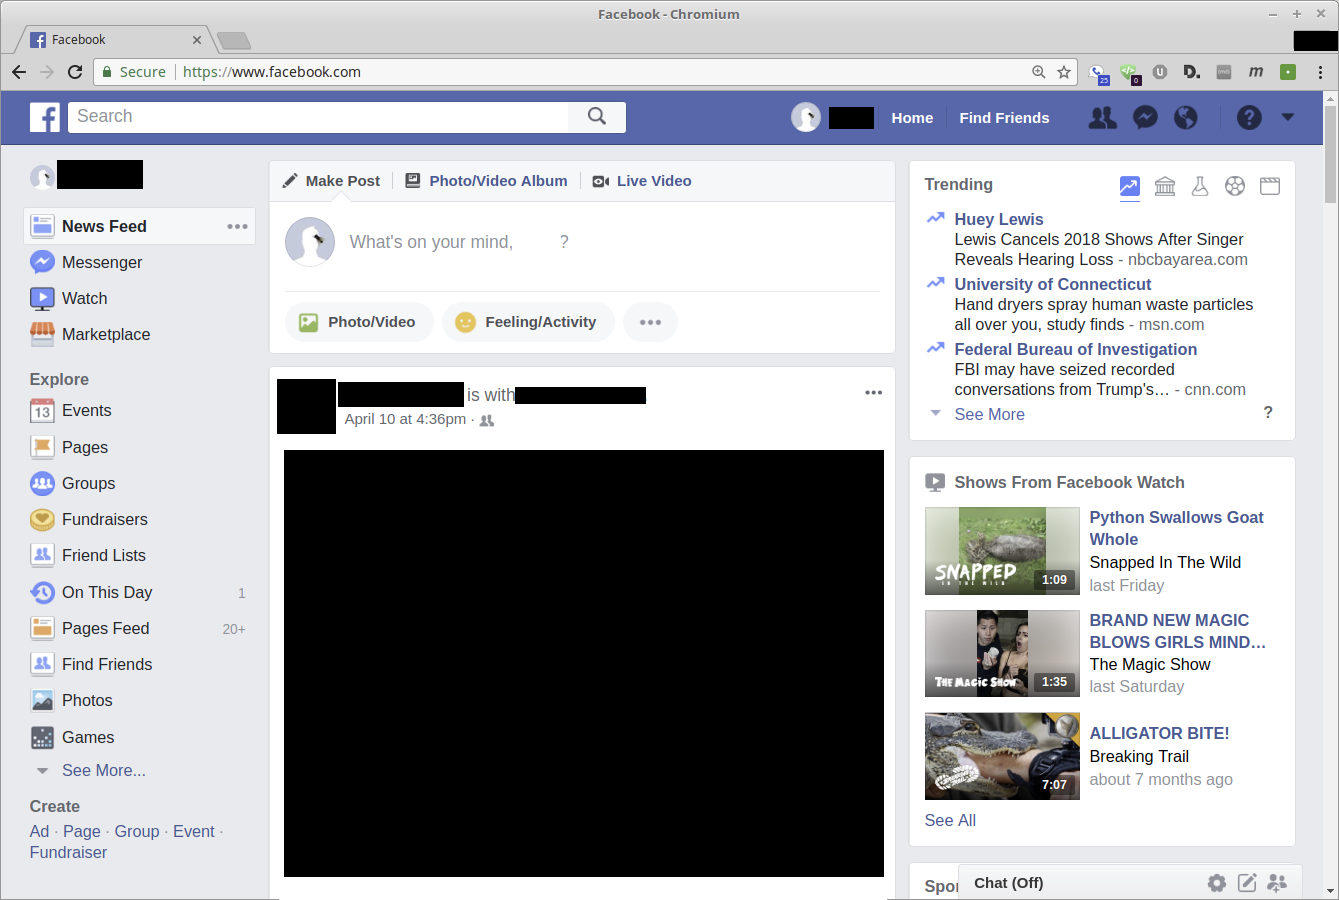 Facebook - Chromium
Facebook
Secure
https://www.facebook.com
25
0
Search
Home
Find Friends
News Feed
Messenger
Watch
Marketplace
Explore
13
Events
Pages
Groups
Fundraisers
Friend Lists
On This Day
1
Pages Feed
20+
Find Friends
Photos
Games
See More...
Create
Ad · Page · Group · Event ·
Fundraiser
Make Post
Photo/Video Album
Live Video
What's on your mind, ?
Photo/Video
Feeling/Activity
is with
April 10 at 4:36pm ·
Trending
Huey Lewis
Lewis Cancels 2018 Shows After Singer
Reveals Hearing Loss - nbcbayarea.com
University of Connecticut
Hand dryers spray human waste particles
all over you, study finds - msn.com
Federal Bureau of Investigation
FBI may have seized recorded
conversations from Trump's… - cnn.com
See More
?
Shows From Facebook Watch
SNAPPED
IN THE WILD
1:09
Python Swallows Goat
Whole
Snapped In The Wild
last Friday
THE MAGIC SHOW
1:35
BRAND NEW MAGIC
BLOWS GIRLS MIND…
The Magic Show
last Saturday
7:07
ALLIGATOR BITE!
Breaking Trail
about 7 months ago
See All
Chat (Off)